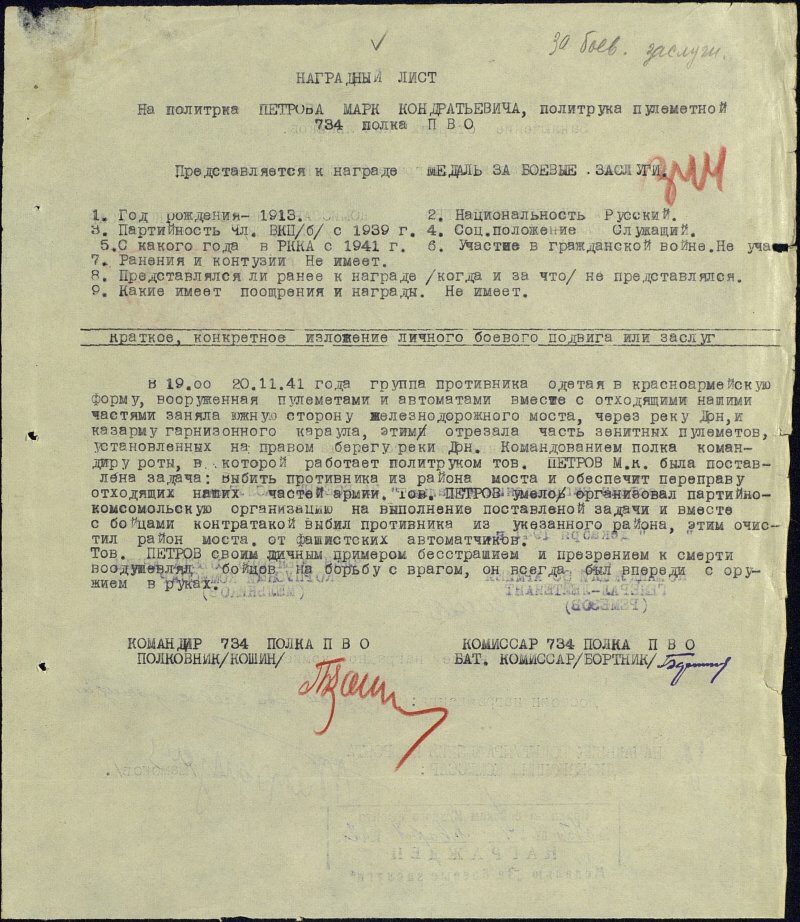 За боев. заслуги.
НАГРАДНЫЙ ЛИСТ
На политрка ПЕТРОВА МАРК КОНДРАТЬЕВИЧА, политрука пулеметной
734 полка П В О
Представляется к награде МЕДАЛЬ ЗА БОЕВЫЕ ЗАСЛУГИ.
1. Год рождения- 1913. 2. Национальность Русский.
3. Партийность Чл. ВКП/б/ с 1939 г. 4. Соц.положение Служащий.
5.С какого года в РККА с 1941 г. 6. Участие в гражданской войне.Не уча
7. Ранения и контузии Не имеет.
8. Представлялся ли ранее к награде /когда и за что/ не представлялся.
9. Какие имеет поощрения и награды. Не имеет.
Краткое, конкретное изложение личного боевого подвига или заслуг
В 19.00 20.11.41 года группа противника одетая в красноармейскую
форму, вооруженная пулеметами и автоматами вместе с отходящими нашими
частями заняла южную сторону железнодорожного моста, через реку Дон,и
казарму гарнизонного караула, этим отрезала часть зенитных пулеметов,
установленных на правом берегу реки Дон. Командованием полка коман-
диру роты, в которой работает политруком тов. ПЕТРОВ М.к. была постав-
лена задача: выбить противника из района моста и обеспечит переправу
отходящих наших частей армии. Тов. ПЕТРОВ умело организовал партийно-
комсомольскую организацию на выполнение поставленой задачи и вместе
с бойцами контратакой выбил противника из указанного района, этим очис-
тил район моста. от фашистских автоматчиков.
Тов. ПЕТРОВ своим личным примером бесстрашием и презрением к смерти
воодушевлял бойцов на борьбу с врагом, он всегда был впереди с ору-
жием в руках.
КОМАНДИР 734 ПОЛКА П В О
ПОЛКОВНИК/КОШИН/
КОМИССАР 734 ПОЛКА П В О
БАТ. КОМИССАР/БОРТНИК/